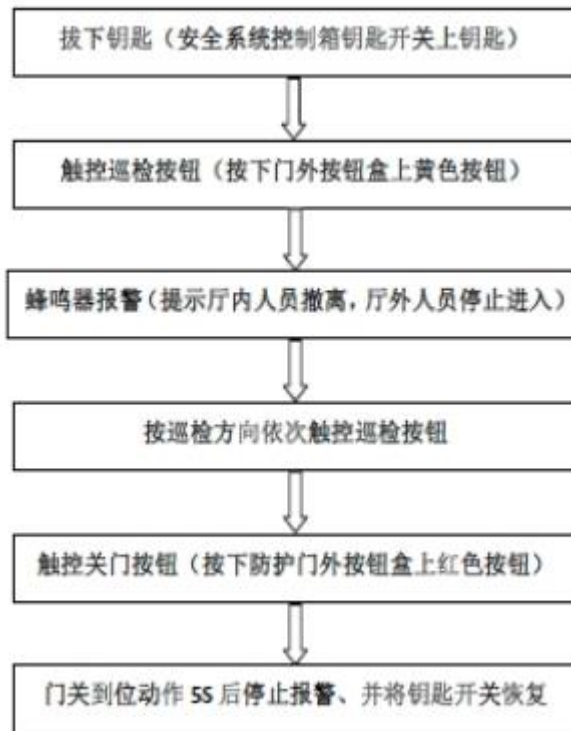 拔下钥匙（安全系统控制箱钥匙开关上钥匙）
触控巡检按钮（按下门外按钮盒上黄色按钮）
蜂鸣器报警（提示厅内人员撤离，厅外人员停止进入）
按巡检方向依次触控巡检按钮
触控关门按钮（按下防护门外按钮盒上红色按钮）
门关到位动作 5S 后停止报警、并将钥匙开关恢复